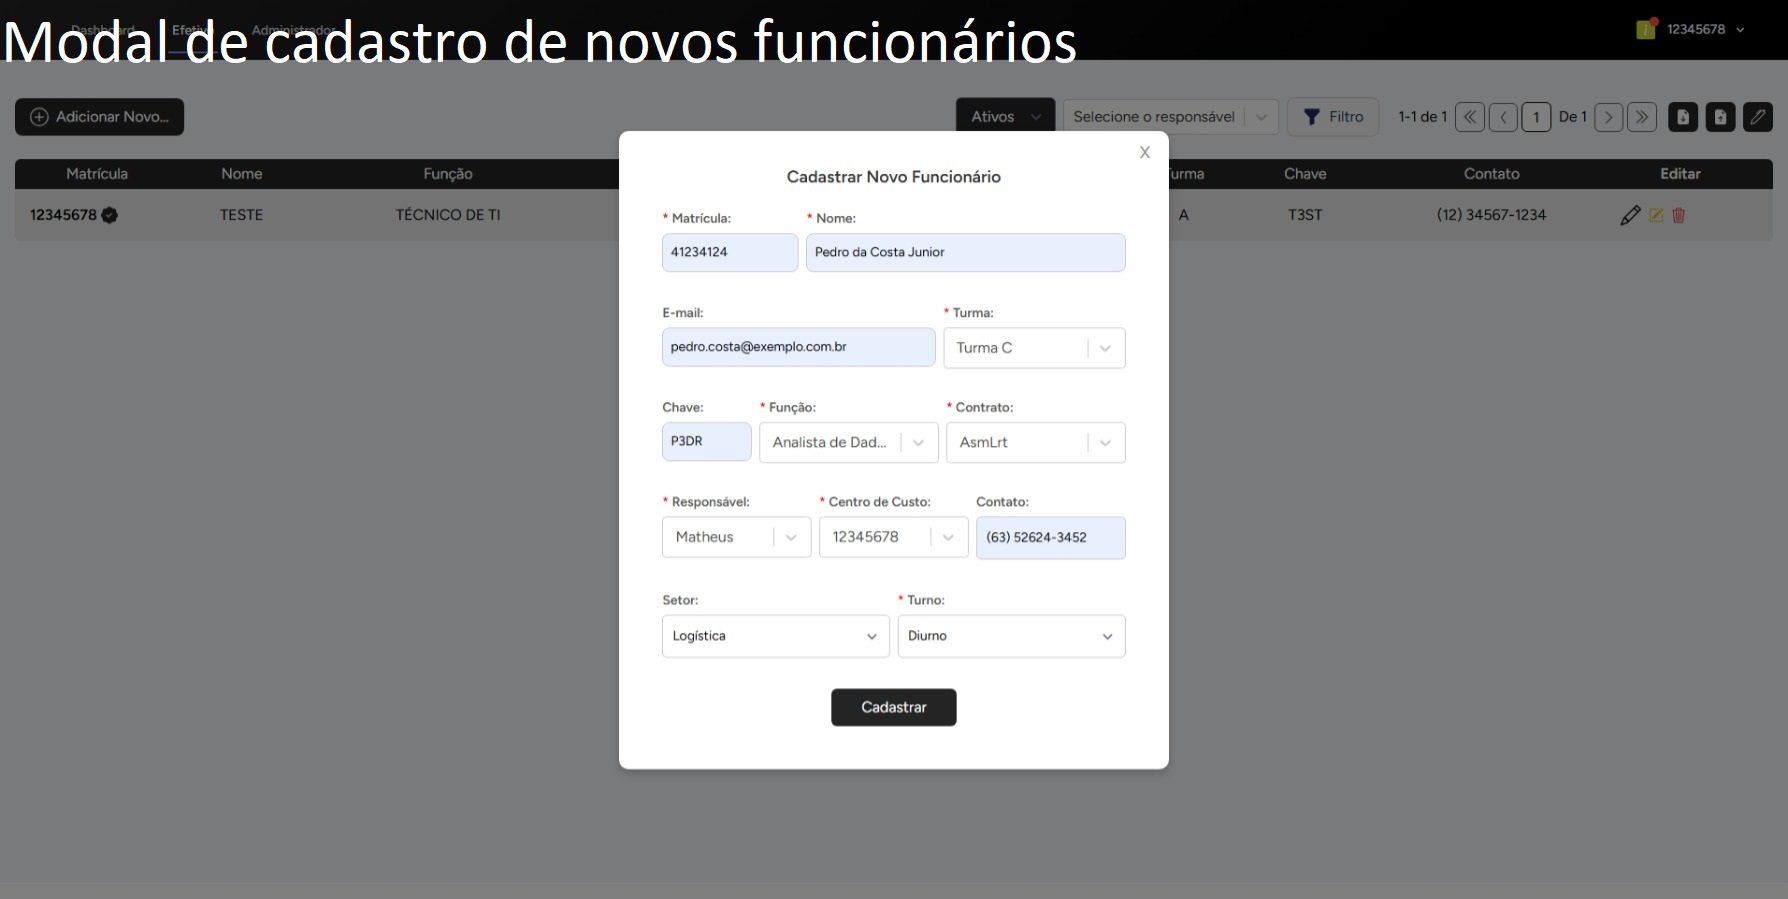 Dashboard Efetivo Administrador 12345678
Modal de cadastro de novos funcionários
Adicionar Novo... Ativos Selecione o responsável Filtro 1-1 de 1 1 De 1
Matrícula Nome Função urma Chave Contato Editar
12345678 TESTE TÉCNICO DE TI A T3ST (12) 34567-1234
X
Cadastrar Novo Funcionário
* Matrícula: * Nome:
41234124 Pedro da Costa Junior
E-mail: * Turma:
pedro.costa@exemplo.com.br Turma C
Chave: * Função: * Contrato:
P3DR Analista de Dad... AsmLrt
* Responsável: * Centro de Custo: Contato:
Matheus 12345678 (63) 52624-3452
Setor: * Turno:
Logística Diurno
Cadastrar